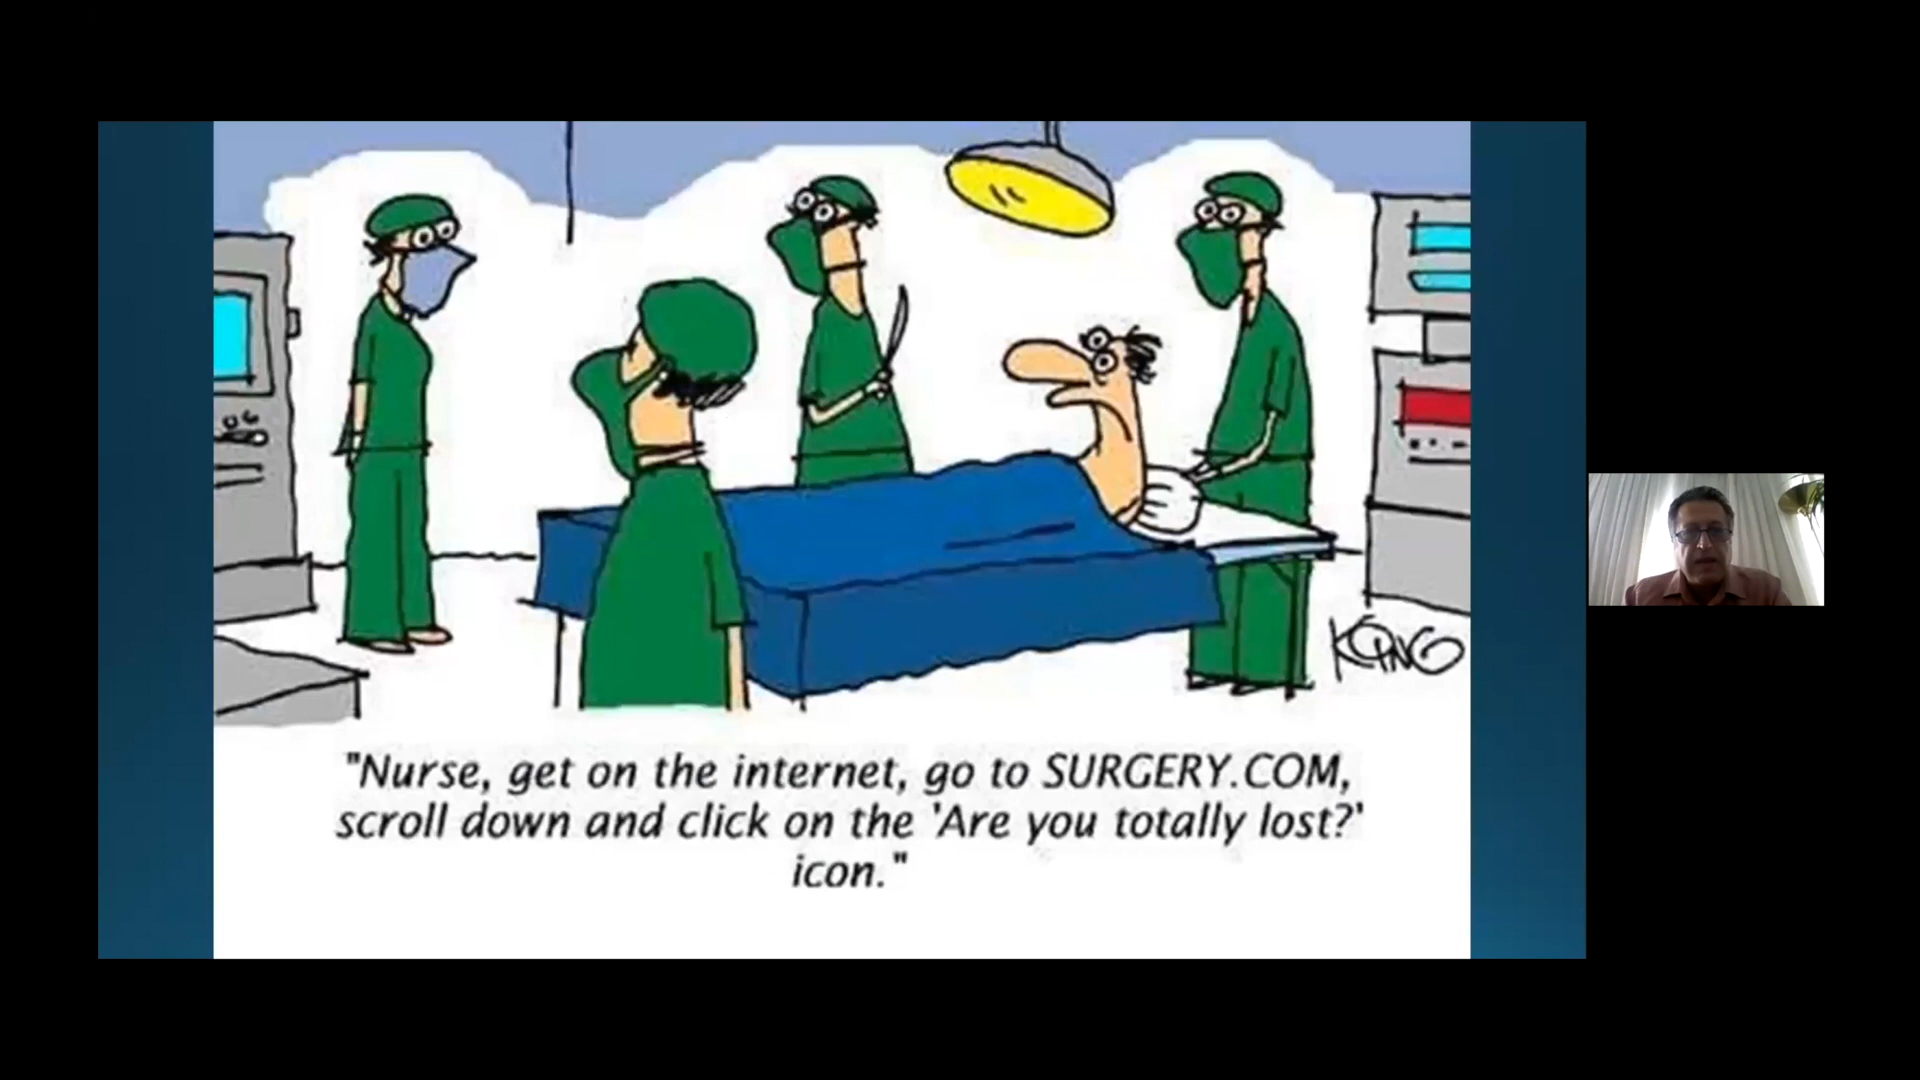 "Nurse, get on the internet, go to SURGERY.COM,
scroll down and click on the 'Are you totally lost?'
icon."